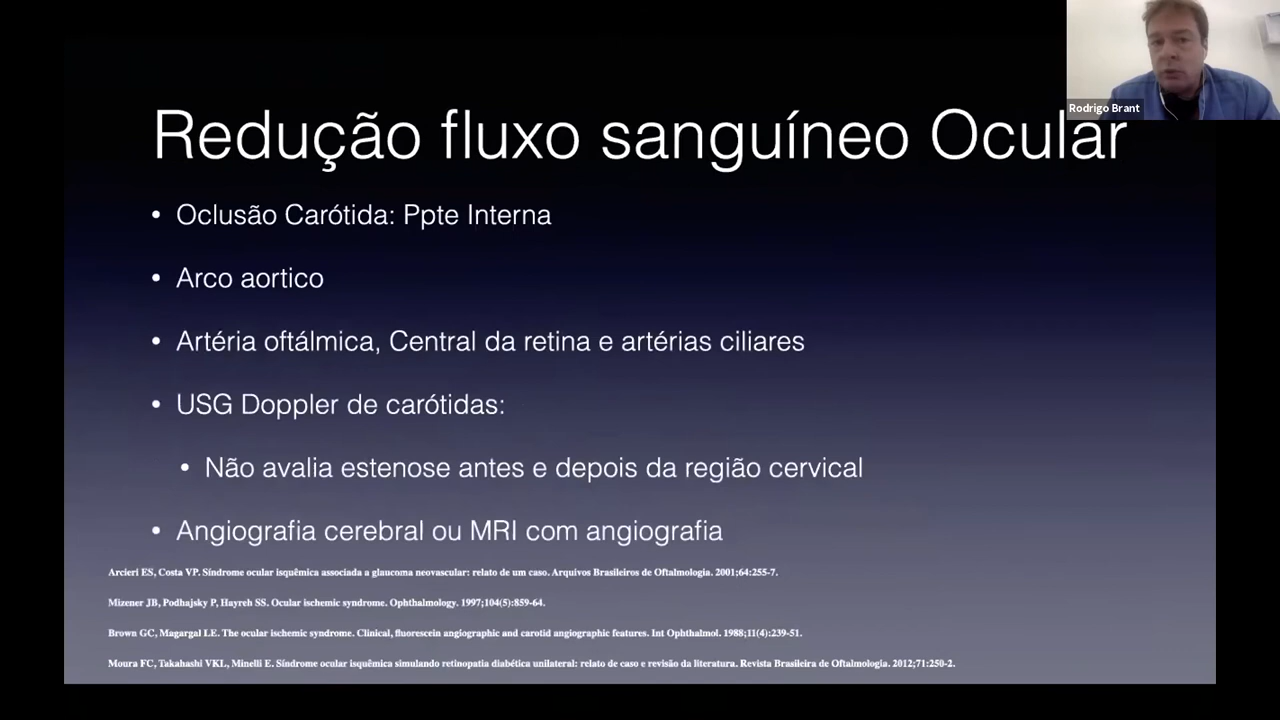 Rodrigo Brant
Redução fluxo sanguíneo Ocular
• Oclusão Carótida: Ppte Interna
• Arco aortico
• Artéria oftálmica, Central da retina e artérias ciliares
• USG Doppler de carótidas:
• Não avalia estenose antes e depois da região cervical
• Angiografia cerebral ou MRI com angiografia
Arcieri ES, Costa VP. Síndrome ocular isquêmica associada a glaucoma neovascular: relato de um caso. Arquivos Brasileiros de Oftalmologia. 2001;64:255-7.
Mizener JB, Podhajsky P, Hayreh SS. Ocular ischemic syndrome. Ophthalmology. 1997;104(5):859-64.
Brown GC, Magargal LE. The ocular ischemic syndrome. Clinical, fluorescein angiographic and carotid angiographic features. Int Ophthalmol. 1988;11(4):239-51.
Moura FC, Takahashi VKL, Minelli E. Síndrome ocular isquêmica simulando retinopatia diabética unilateral: relato de caso e revisão da literatura. Revista Brasileira de Oftalmologia. 2012;71:250-2.